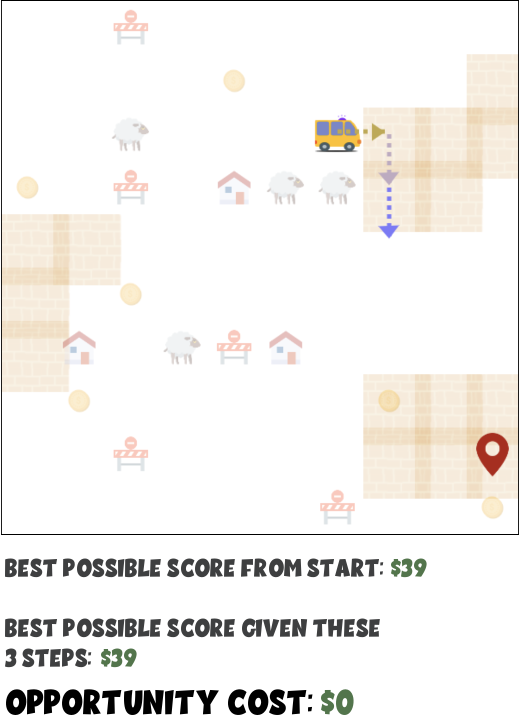 BEST POSSIBLE SCORE FROM START: $39
BEST POSSIBLE SCORE GIVEN THESE
3 STEPS: $39
OPPORTUNITY COST: $0